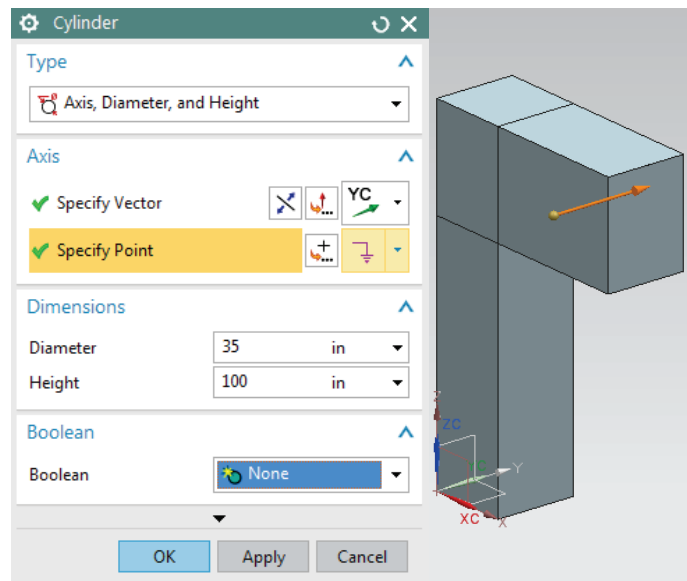 Cylinder
Type
Axis, Diameter, and Height
Axis
Specify Vector
YC
Specify Point
Dimensions
Diameter 35 in
Height 100 in
Boolean
Boolean None
OK Apply Cancel
Z
ZC
YC Y
XC X